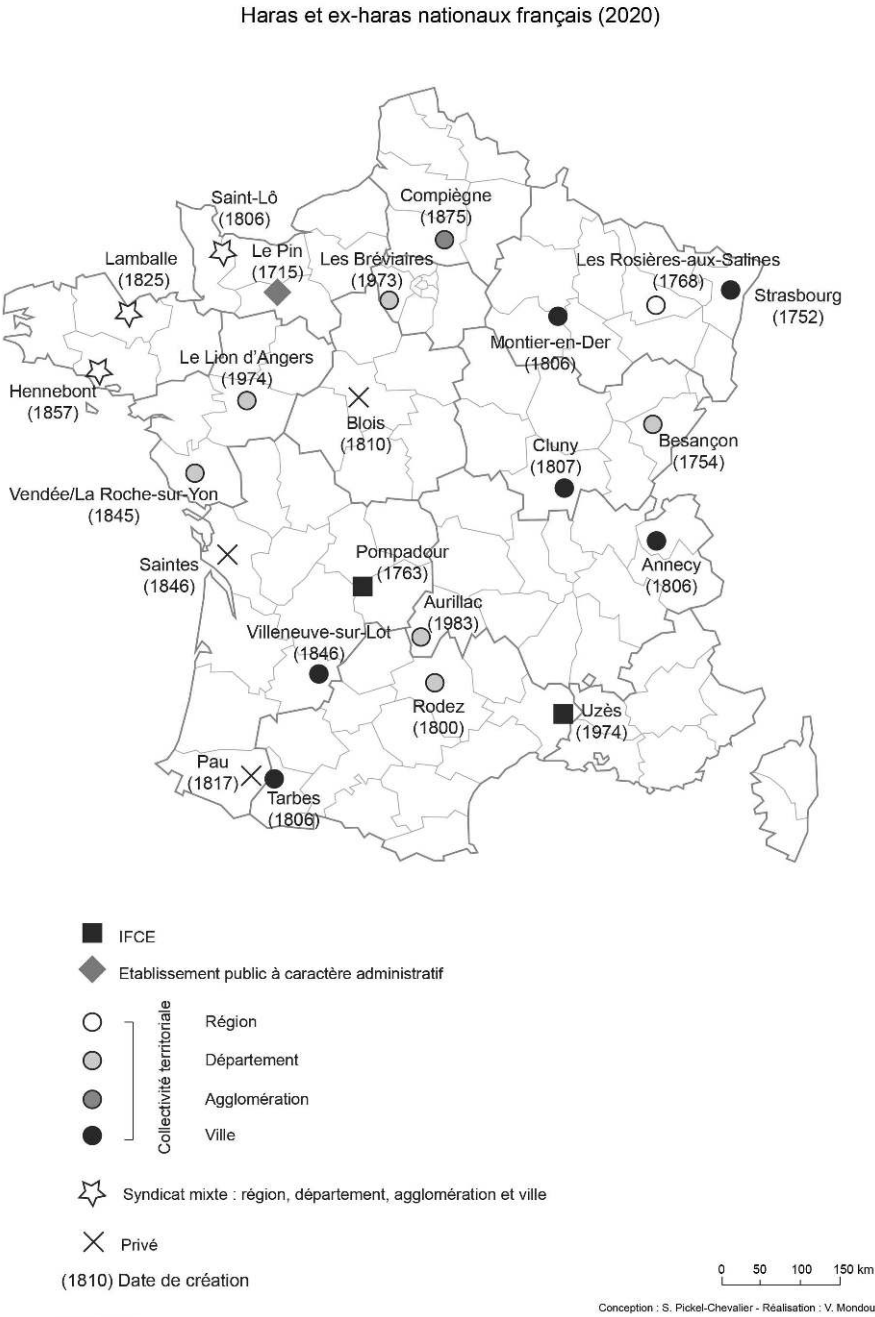 Haras et ex-haras nationaux français (2020)
Saint-Lô
(1806)
Compiègne
(1875)
Lamballe
(1825)
Le Pin
(1715)
Les Bréviaires
(1973)
Les Rosières-aux-Salines
(1768)
Strasbourg
(1752)
Montier-en-Der
(1806)
Le Lion d'Angers
(1974)
Hennebont
(1857)
Blois
(1810)
Cluny
(1807)
Besançon
(1754)
Vendée/La Roche-sur-Yon
(1845)
Saintes
(1846)
Pompadour
(1763)
Annecy
(1806)
Aurillac
(1983)
Villeneuve-sur-Lot
(1846)
Rodez
(1800)
Uzès
(1974)
Pau
(1817)
Tarbes
(1806)
IFCE
Etablissement public à caractère administratif
Collectivité territoriale
Région
Département
Agglomération
Ville
Syndicat mixte : région, département, agglomération et ville
Privé
(1810) Date de création
0 50 100 150 km
Conception : S. Pickel-Chevalier - Réalisation : V. Mondou